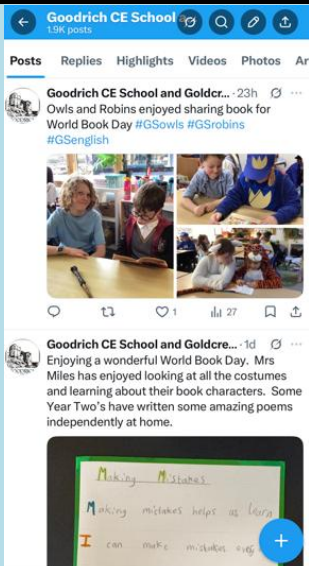 Goodrich CE School a
1.9K posts
Posts Replies Highlights Videos Photos Ar
Goodrich CE School and Goldcr... · 23h
Owls and Robins enjoyed sharing book for
World Book Day #GSowls #GSrobins
#GSenglish
1 27
Goodrich CE School and Goldcre... · 1d
Enjoying a wonderful World Book Day. Mrs
Miles has enjoyed looking at all the costumes
and learning about their book characters. Some
Year Two's have written some amazing poems
independently at home.
Making Mistakes
Making mistakes helps us learn
I can make mistakes